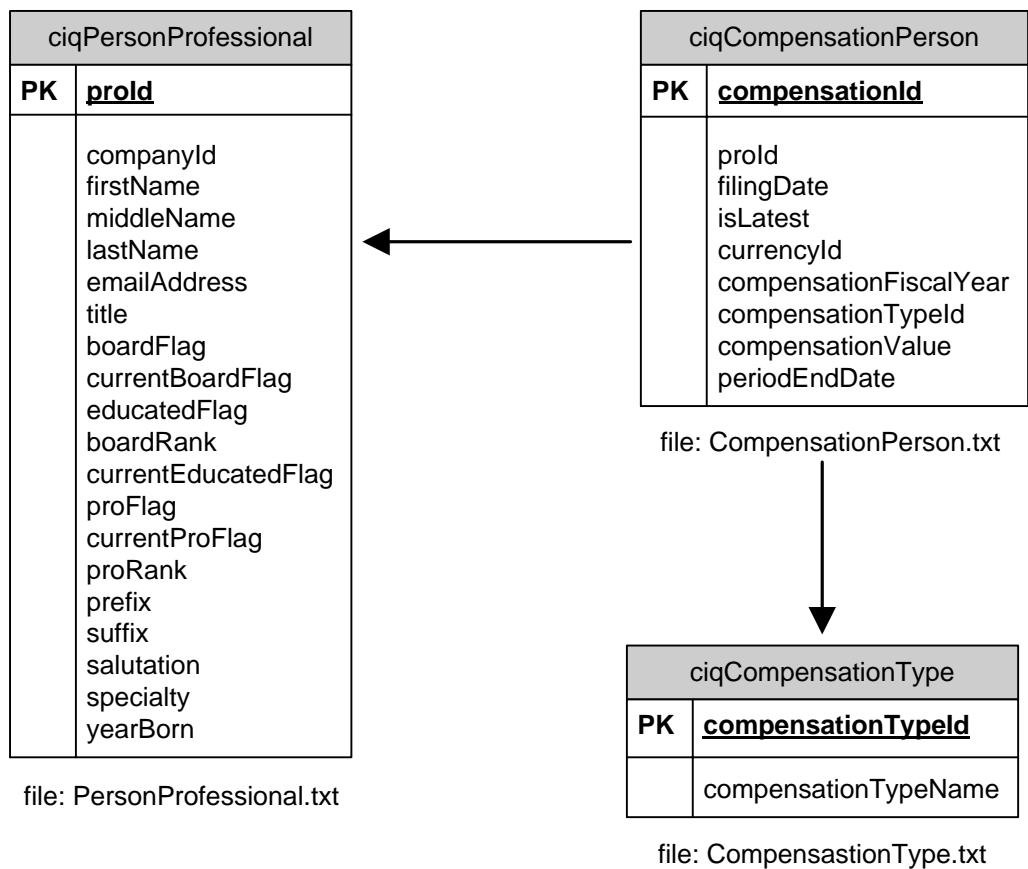 ciqPersonProfessional
PK proId
companyId
firstName
middleName
lastName
emailAddress
title
boardFlag
currentBoardFlag
educatedFlag
boardRank
currentEducatedFlag
proFlag
currentProFlag
proRank
prefix
suffix
salutation
specialty
yearBorn
file: PersonProfessional.txt
ciqCompensationPerson
PK compensationId
proId
filingDate
isLatest
currencyId
compensationFiscalYear
compensationTypeId
compensationValue
periodEndDate
file: CompensationPerson.txt
ciqCompensationType
PK compensationTypeId
compensationTypeName
file: CompensastionType.txt